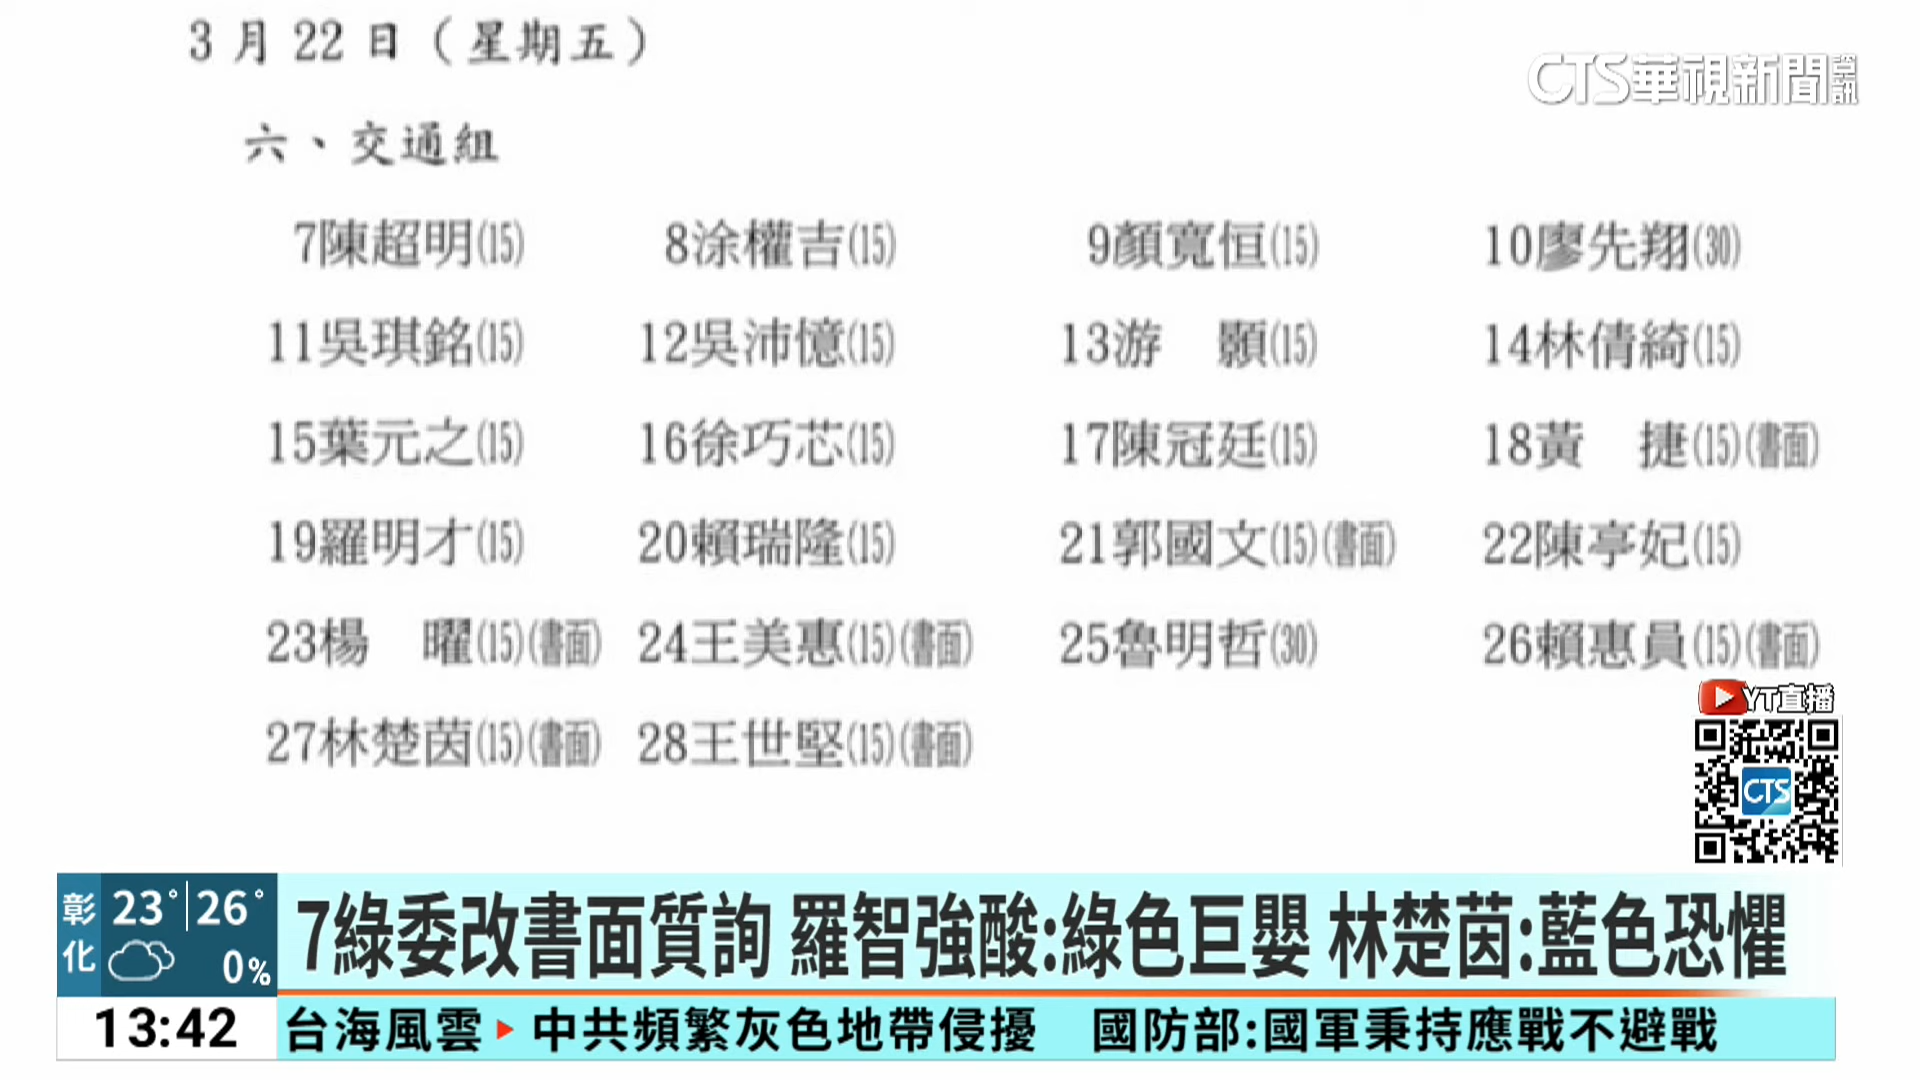 3月22日（星期五）
CTS華視新聞資訊
六、交通組
7陳超明(15) 8涂權吉(15) 9顏寬恒(15) 10廖先翔(30)
11吳琪銘(15) 12吳沛憶(15) 13游　顥(15) 14林倩綺(15)
15葉元之(15) 16徐巧芯(15) 17陳冠廷(15) 18黃　捷(15)(書面)
19羅明才(15) 20賴瑞隆(15) 21郭國文(15)(書面) 22陳亭妃(15)
23楊　曜(15)(書面) 24王美惠(15)(書面) 25魯明哲(30) 26賴惠員(15)(書面)
27林楚茵(15)(書面) 28王世堅(15)(書面)
YT直播
CTS
彰化 23°|26° 0%
7綠委改書面質詢 羅智強酸:綠色巨嬰 林楚茵:藍色恐懼
13:42 台海風雲▶中共頻繁灰色地帶侵擾 國防部:國軍秉持應戰不避戰